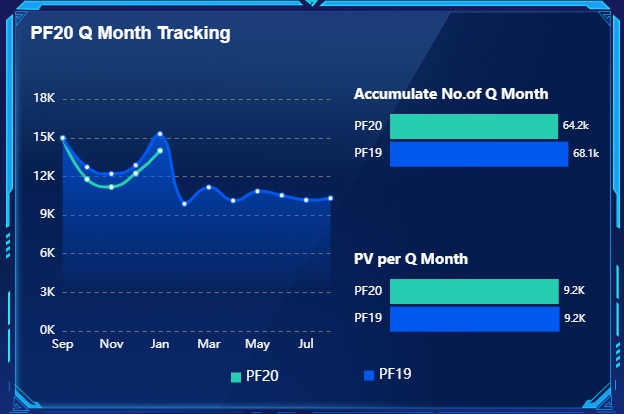 PF20 Q Month Tracking
18K
15K
12K
9K
6K
3K
0K
Sep Nov Jan Mar May Jul
PF20 PF19
Accumulate No.of Q Month
PF20 64.2k
PF19 68.1k
PV per Q Month
PF20 9.2K
PF19 9.2K